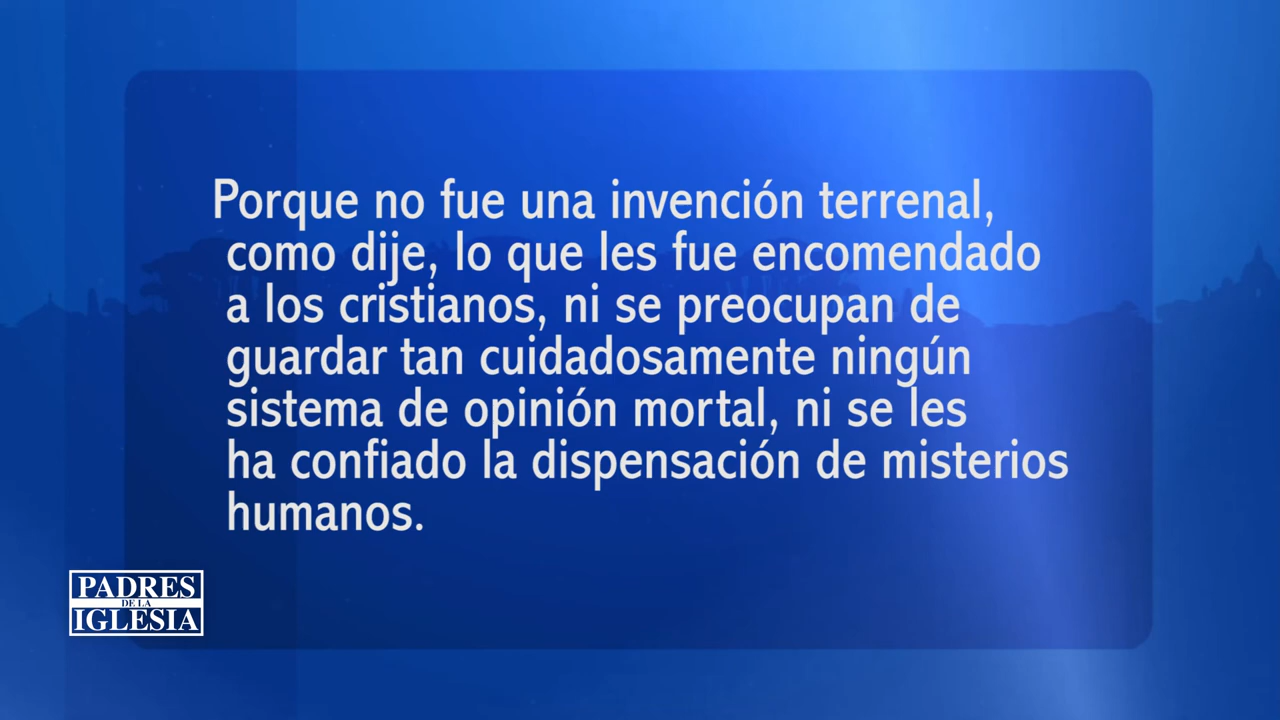 Porque no fue una invención terrenal,
como dije, lo que les fue encomendado
a los cristianos, ni se preocupan de
guardar tan cuidadosamente ningún
sistema de opinión mortal, ni se les
ha confiado la dispensación de misterios
humanos.
PADRES
DE LA
IGLESIA